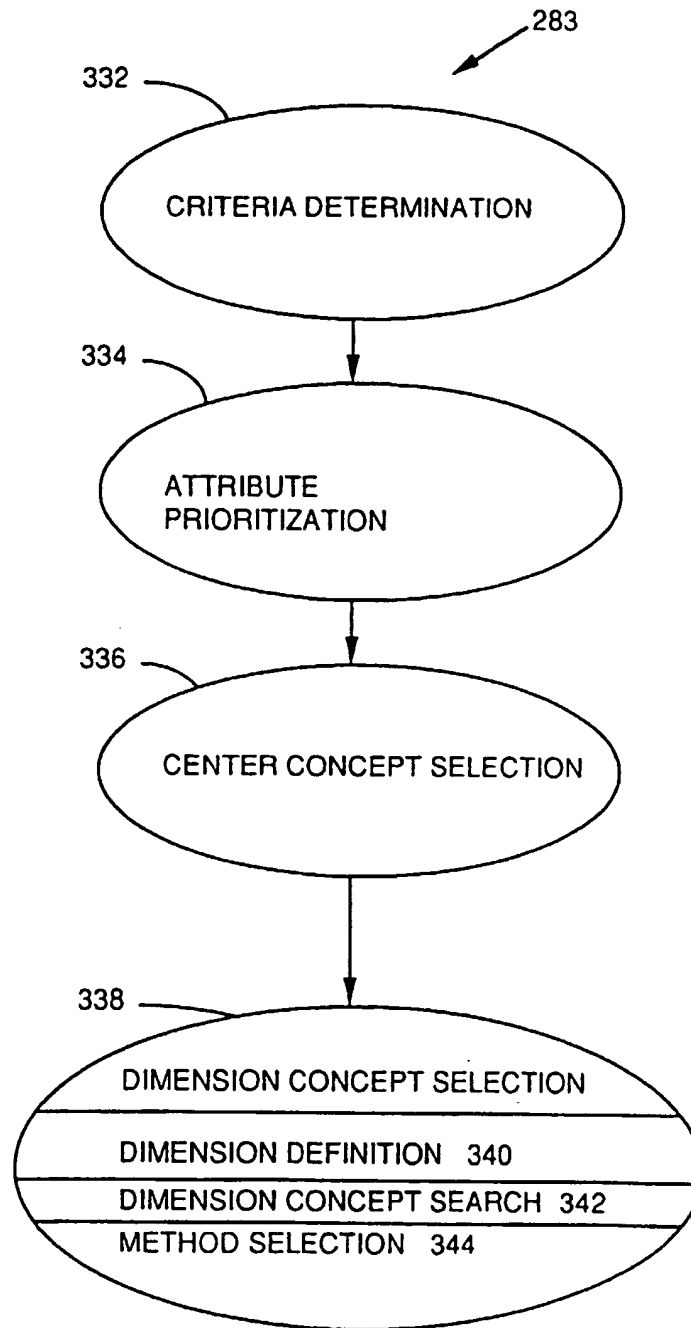 283
332
CRITERIA DETERMINATION
334
ATTRIBUTE
PRIORITIZATION
336
CENTER CONCEPT SELECTION
338
DIMENSION CONCEPT SELECTION
DIMENSION DEFINITION 340
DIMENSION CONCEPT SEARCH 342
METHOD SELECTION 344